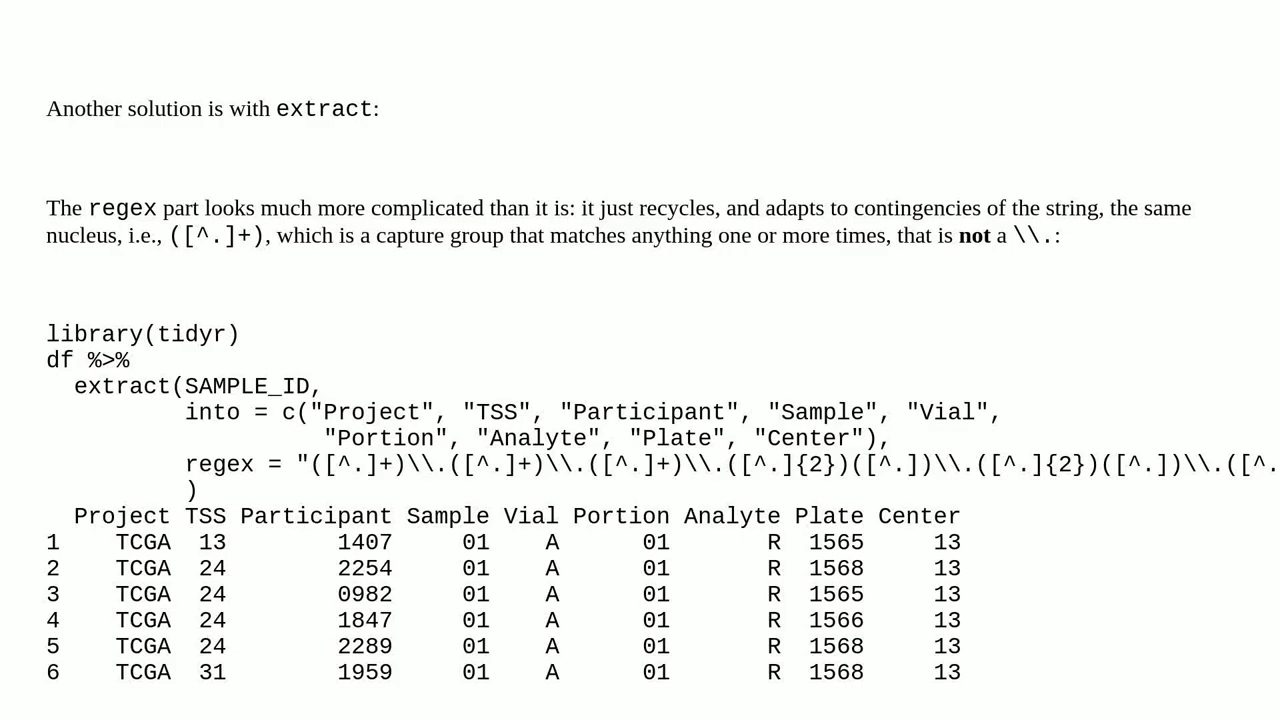 Another solution is with extract:
The regex part looks much more complicated than it is: it just recycles, and adapts to contingencies of the string, the same
nucleus, i.e., ([^.]+), which is a capture group that matches anything one or more times, that is not a \\.:
library(tidyr)
df %>%
  extract(SAMPLE_ID,
          into = c("Project", "TSS", "Participant", "Sample", "Vial",
                    "Portion", "Analyte", "Plate", "Center"),
          regex = "([^.]+)\\.([^.]+)\\.([^.]+)\\.([^.]{2})([^.])\\.([^.]{2})([^.])\\.([^.
          )
  Project TSS Participant Sample Vial Portion Analyte Plate Center
1    TCGA  13        1407     01    A      01       R  1565     13
2    TCGA  24        2254     01    A      01       R  1568     13
3    TCGA  24        0982     01    A      01       R  1565     13
4    TCGA  24        1847     01    A      01       R  1566     13
5    TCGA  24        2289     01    A      01       R  1568     13
6    TCGA  31        1959     01    A      01       R  1568     13